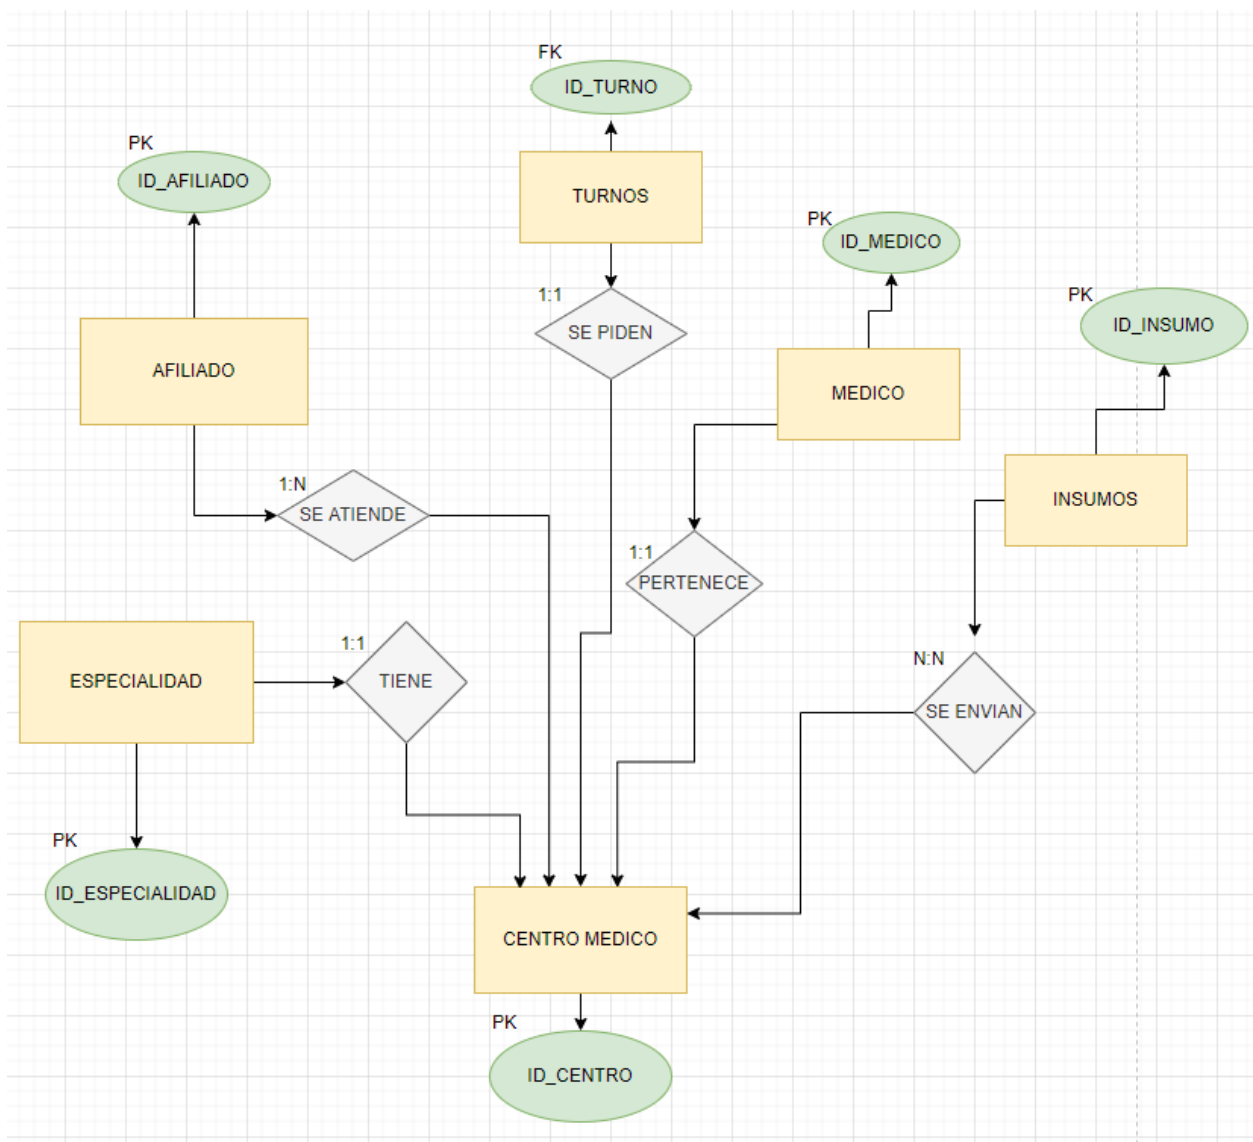 FK
ID_TURNO
PK
ID_AFILIADO
TURNOS
PK
ID_MEDICO
1:1
SE PIDEN
PK
ID_INSUMO
AFILIADO
MEDICO
1:N
SE ATIENDE
INSUMOS
1:1
PERTENECE
1:1
TIENE
ESPECIALIDAD
N:N
SE ENVIAN
PK
ID_ESPECIALIDAD
CENTRO MEDICO
PK
ID_CENTRO